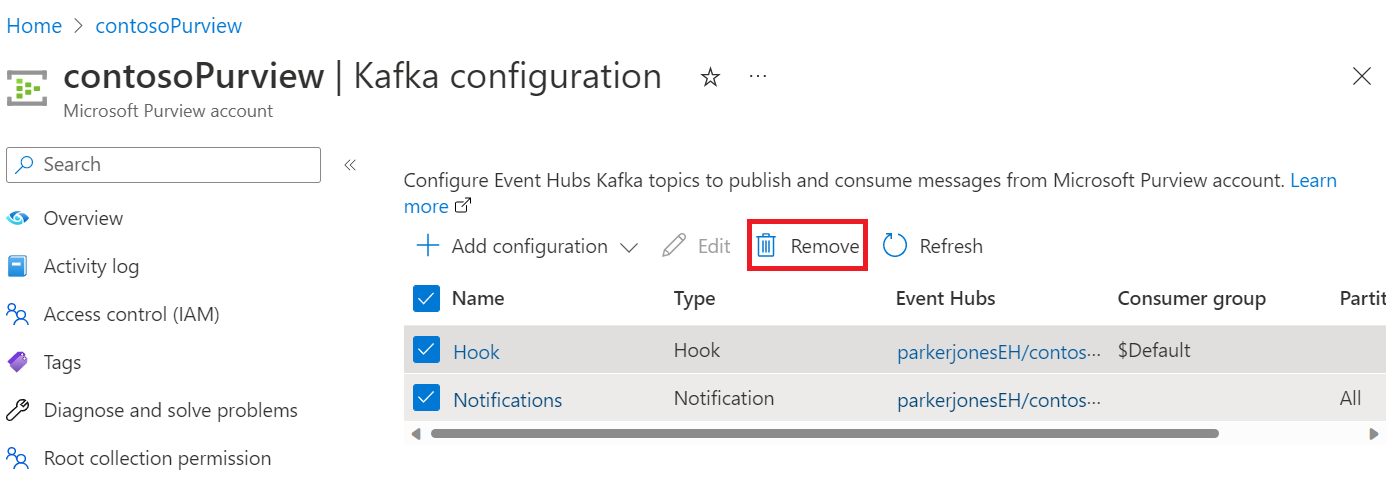 Home > contosoPurview
contosoPurview | Kafka configuration
Microsoft Purview account
Search
Overview
Activity log
Access control (IAM)
Tags
Diagnose and solve problems
Root collection permission
Configure Event Hubs Kafka topics to publish and consume messages from Microsoft Purview account. Learn
more
Add configuration Edit Remove Refresh
Name Type Event Hubs Consumer group Partit
Hook Hook parkerjonesEH/contos... $Default
Notifications Notification parkerjonesEH/contos... All